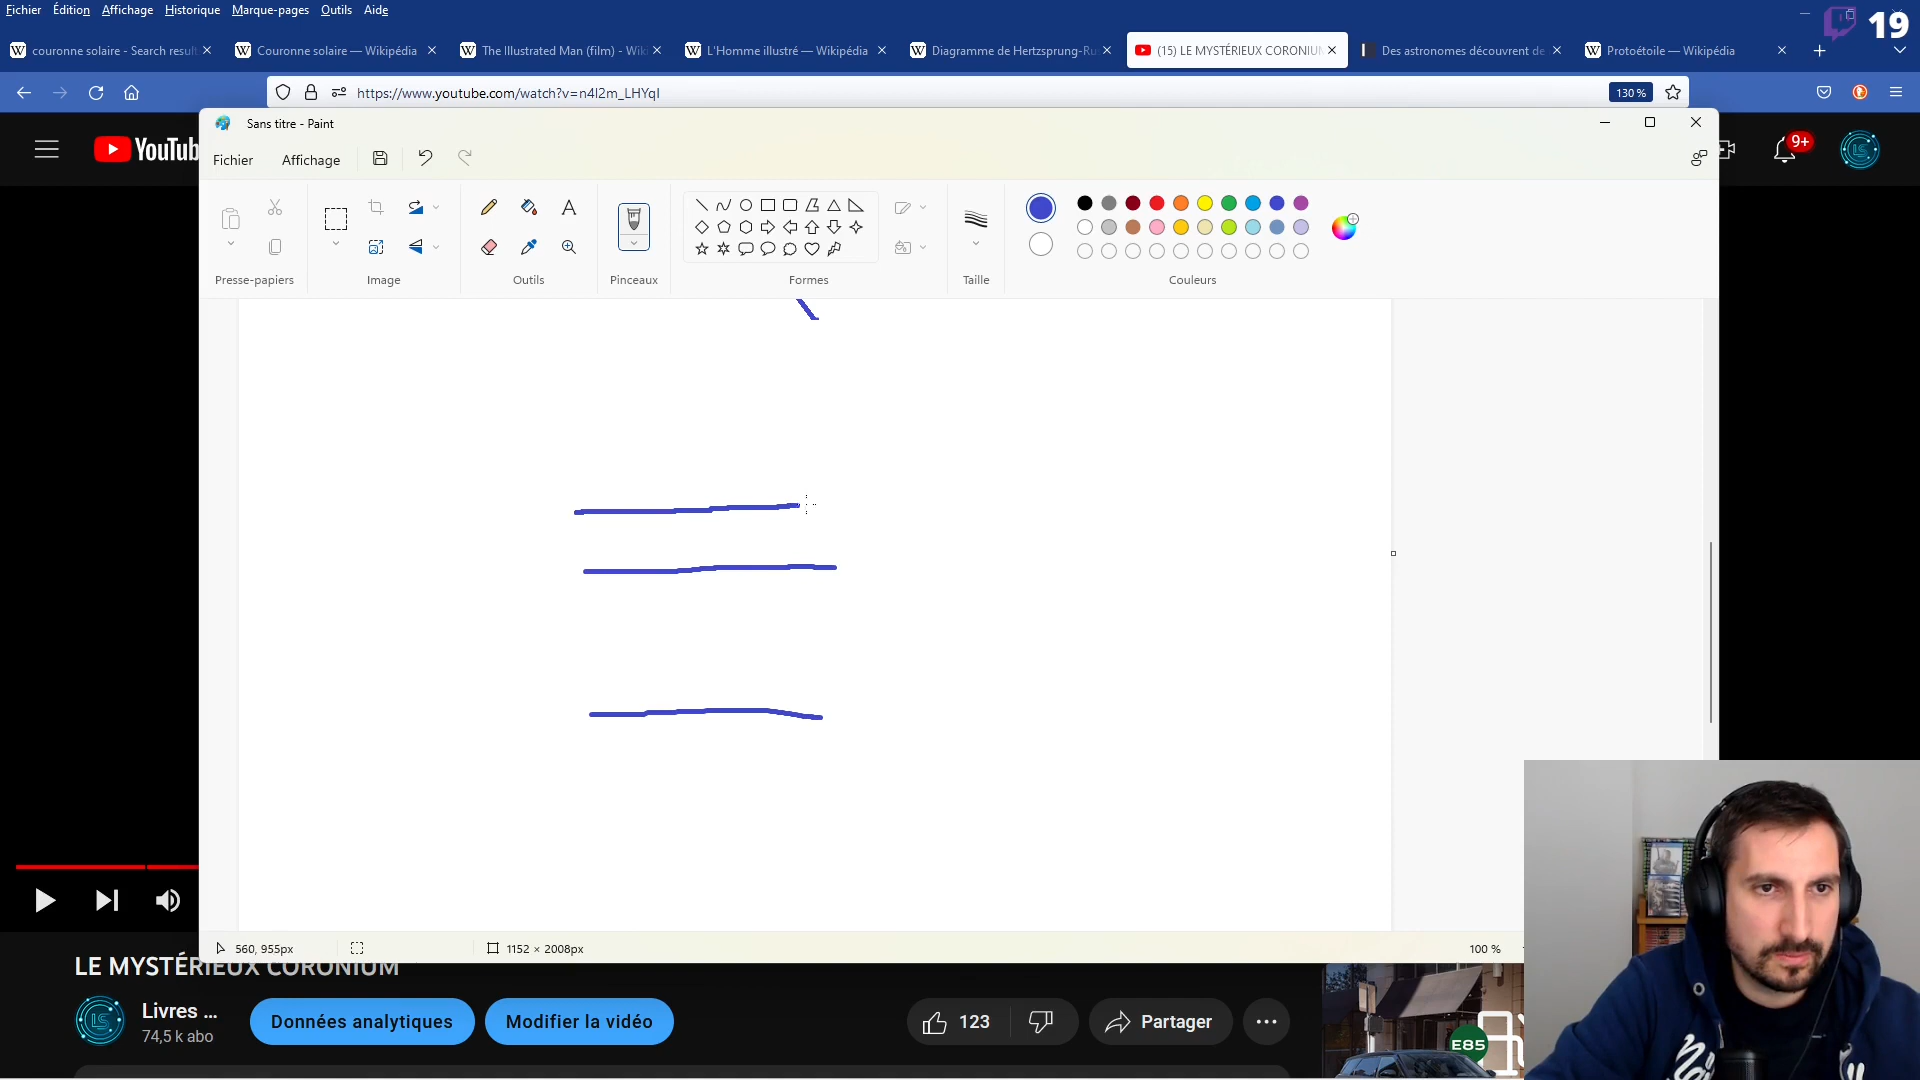 Fichier Édition Affichage Historique Marque-pages Outils Aide
19
couronne solaire - Search resul
Couronne solaire — Wikipédia
The Illustrated Man (film) - Wik
L'Homme illustré — Wikipédia
Diagramme de Hertzsprung-Ru
(15) LE MYSTÉRIEUX CORONIUM
Des astronomes découvrent de
Protoétoile — Wikipédia
https://www.youtube.com/watch?v=n4l2m_LHYqI
130 %
Sans titre - Paint
YouTub
Fichier Affichage
9+
Presse-papiers
Image
Outils
Pinceaux
Formes
Taille
Couleurs
560, 955px
1152 × 2008px
100 %
LE MYSTÉRIEUX CORONIUM
Livres ...
74,5 k abo
Données analytiques
Modifier la vidéo
123
Partager
E85